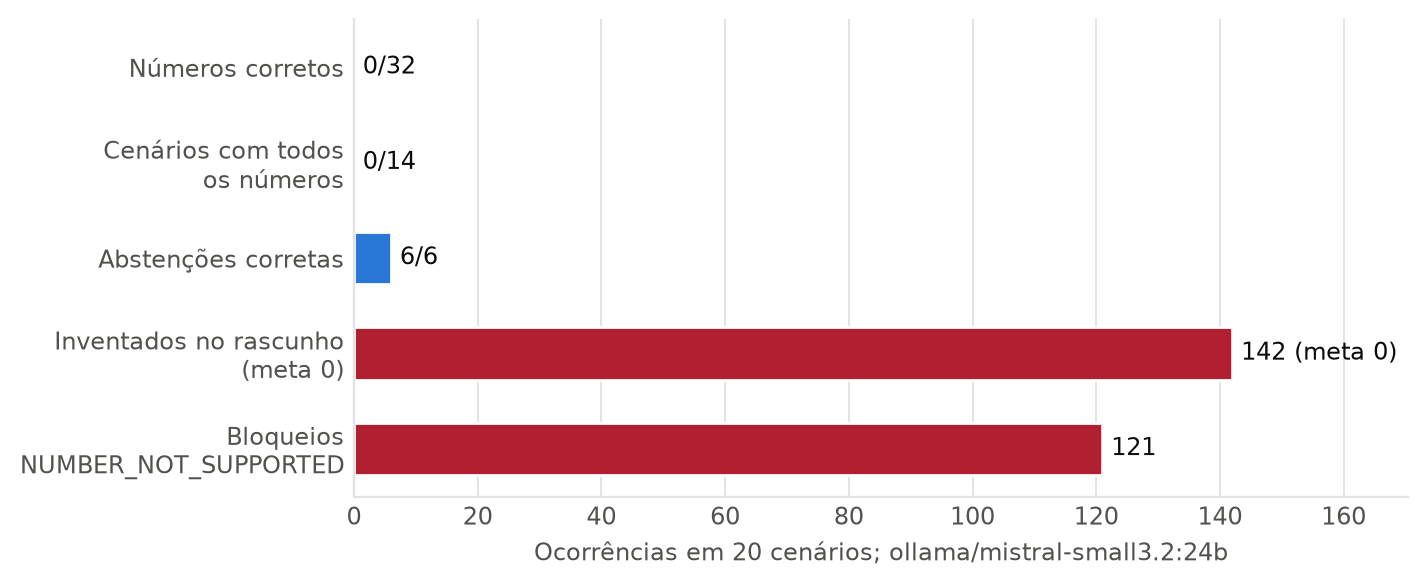 Números corretos
0/32
Cenários com todos
os números
0/14
Abstenções corretas
6/6
Inventados no rascunho
(meta 0)
142 (meta 0)
Bloqueios
NUMBER_NOT_SUPPORTED
121
0 20 40 60 80 100 120 140 160
Ocorrências em 20 cenários; ollama/mistral-small3.2:24b